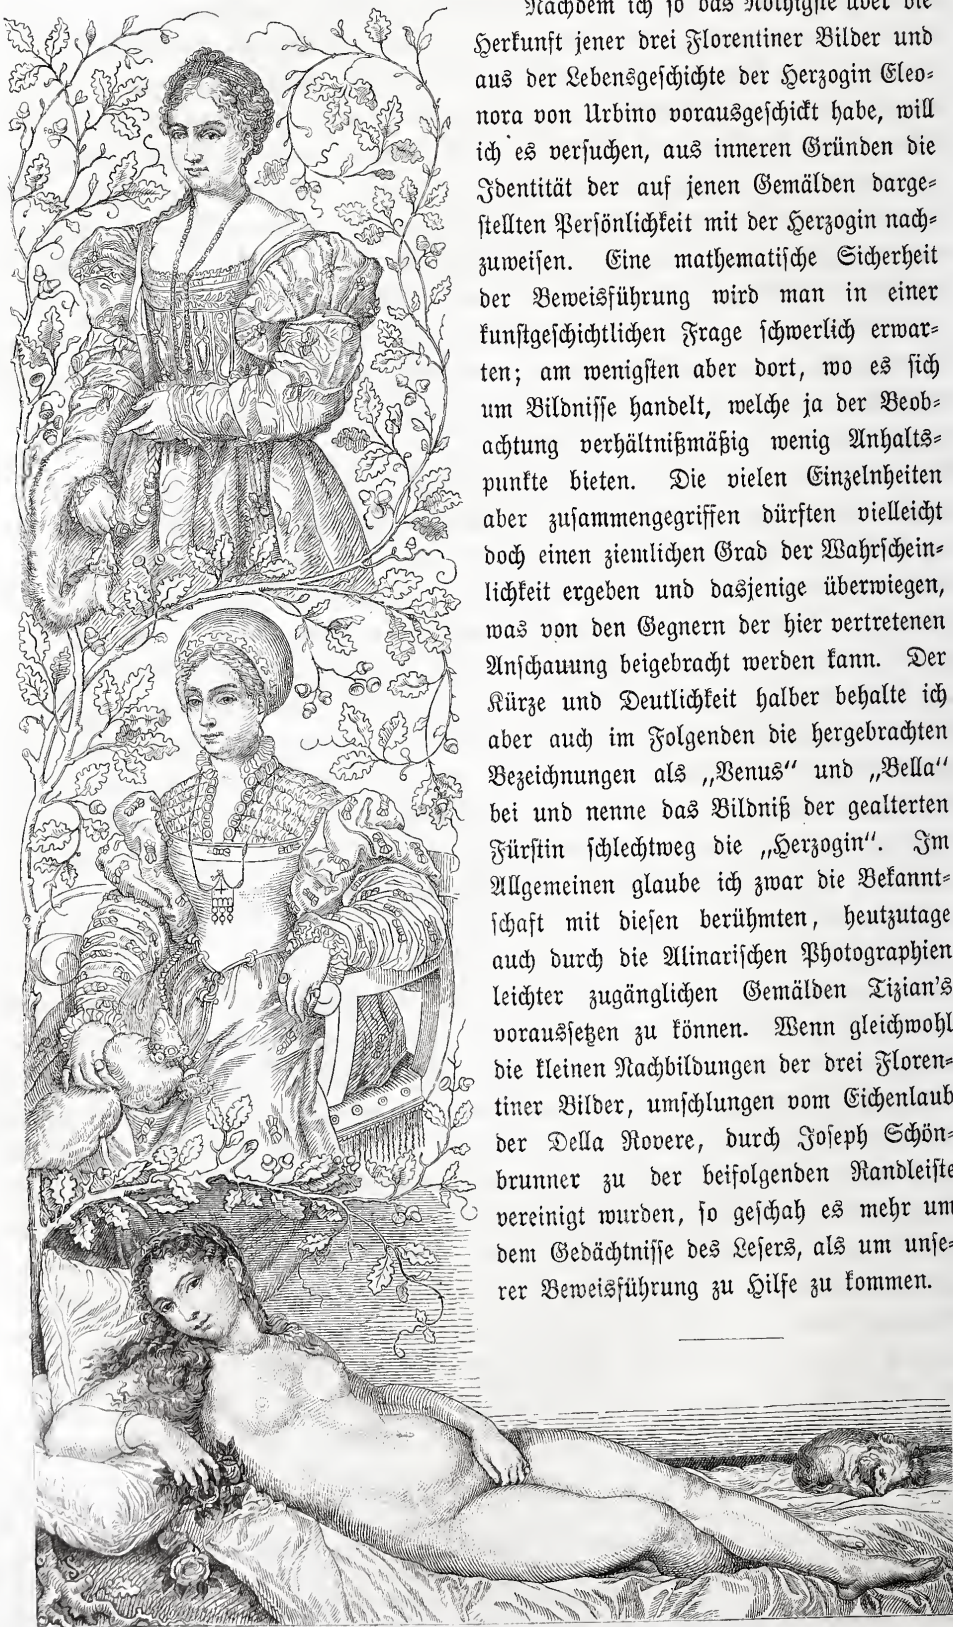 Nachdem ich so das Nöthigste über die
Herkunft jener drei Florentiner Bilder und
aus der Lebensgeschichte der Herzogin Eleo-
nora von Urbino vorausgeschickt habe, will
ich es versuchen, aus inneren Gründen die
Identität der auf jenen Gemälden darge-
stellten Persönlichkeit mit der Herzogin nach-
zuweisen. Eine mathematische Sicherheit
der Beweisführung wird man in einer
kunstgeschichtlichen Frage schwerlich erwar-
ten; am wenigsten aber dort, wo es sich
um Bildnisse handelt, welche ja der Beob-
achtung verhältnißmäßig wenig Anhalts-
punkte bieten. Die vielen Einzelnheiten
aber zusammengegriffen dürften vielleicht
doch einen ziemlichen Grad der Wahrschein-
lichkeit ergeben und dasjenige überwiegen,
was von den Gegnern der hier vertretenen
Anschauung beigebracht werden kann. Der
Kürze und Deutlichkeit halber behalte ich
aber auch im Folgenden die hergebrachten
Bezeichnungen als „Venus“ und „Bella“
bei und nenne das Bildniß der gealterten
Fürstin schlechtweg die „Herzogin“. Im
Allgemeinen glaube ich zwar die Bekannt-
schaft mit diesen berühmten, heutzutage
auch durch die Alinarischen Photographien
leichter zugänglichen Gemälden Tizian's
voraussetzen zu können. Wenn gleichwohl
die kleinen Nachbildungen der drei Floren-
tiner Bilder, umschlungen vom Eichenlaub
der Della Rovere, durch Joseph Schön-
brunner zu der beifolgenden Randleiste
vereinigt wurden, so geschah es mehr um
dem Gedächtnisse des Lesers, als um unse-
rer Beweisführung zu Hilfe zu kommen.